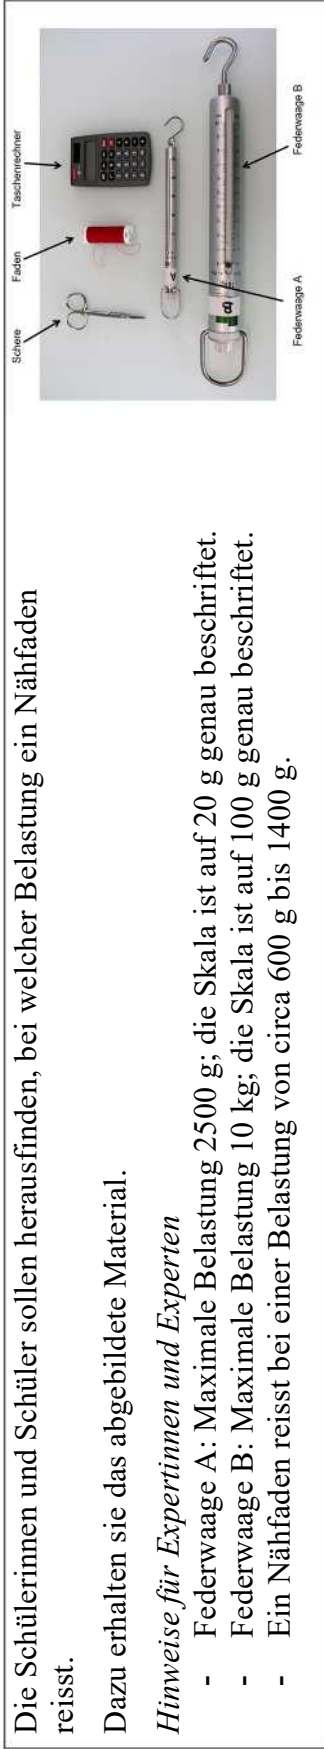 Die Schülerinnen und Schüler sollen herausfinden, bei welcher Belastung ein Nähfaden
reisst.
Dazu erhalten sie das abgebildete Material.
Hinweise für Expertinnen und Experten
- Federwaage A: Maximale Belastung 2500 g; die Skala ist auf 20 g genau beschriftet.
- Federwaage B: Maximale Belastung 10 kg; die Skala ist auf 100 g genau beschriftet.
- Ein Nähfaden reisst bei einer Belastung von circa 600 g bis 1400 g.
Schere
Faden
Taschenrechner
A
B
Federwaage A
Federwaage B